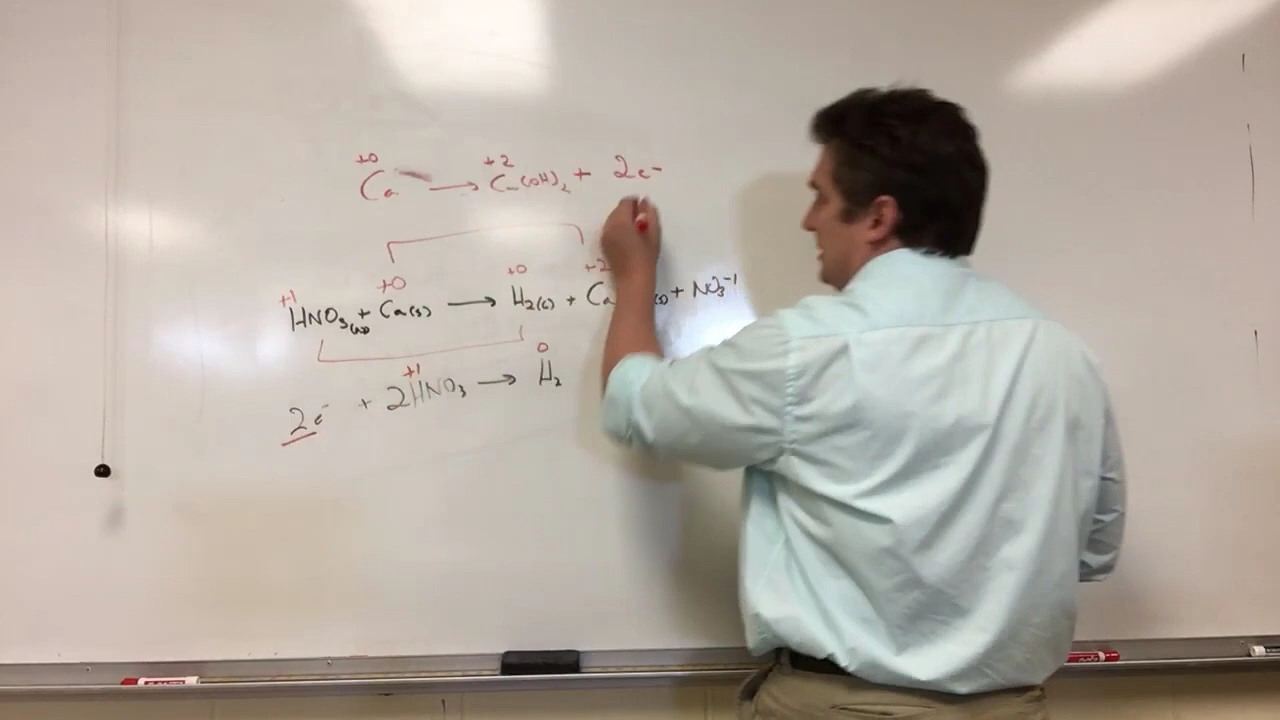 +0 +2
Ca → Ca(OH)₂ + 2e⁻
+1 +0 +0 +2
HNO₃ + Ca(s) → H₂(g) + Ca + NO₃⁻¹
+1 0
2e⁻ + 2HNO₃ → H₂